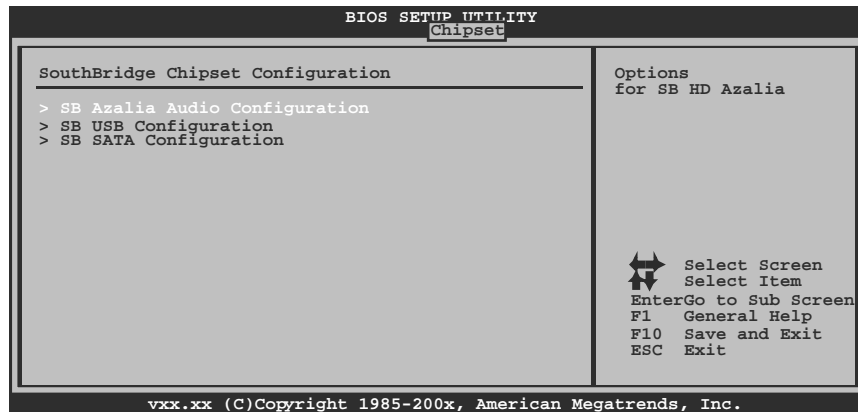 BIOS SETUP UTILITY
Chipset
SouthBridge Chipset Configuration
> SB Azalia Audio Configuration
> SB USB Configuration
> SB SATA Configuration
Options
for SB HD Azalia
Select Screen
Select Item
EnterGo to Sub Screen
F1 General Help
F10 Save and Exit
ESC Exit
vxx.xx (C)Copyright 1985-200x, American Megatrends, Inc.